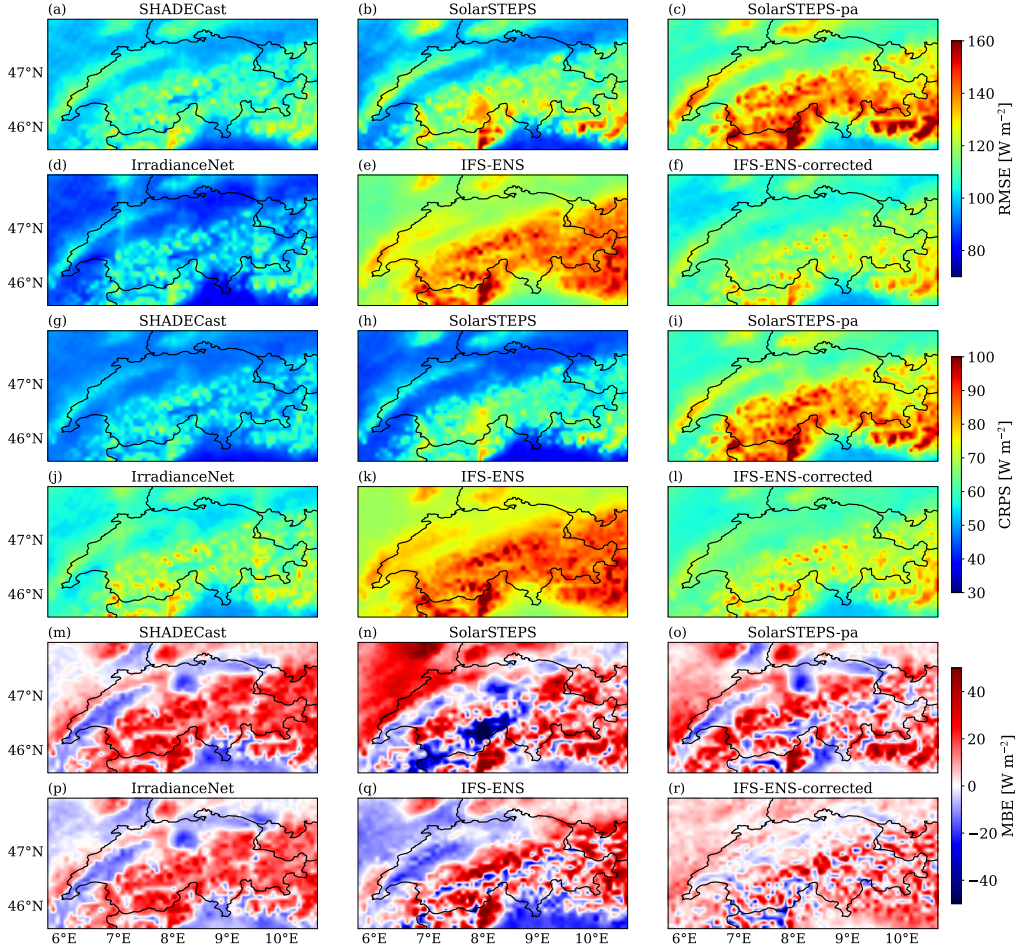 (a) SHADECast
(b) SolarSTEPS
(c) SolarSTEPS-pa
47°N
46°N
160
140
120
100
80
RMSE [W m⁻²]
(d) IrradianceNet
(e) IFS-ENS
(f) IFS-ENS-corrected
47°N
46°N
(g) SHADECast
(h) SolarSTEPS
(i) SolarSTEPS-pa
47°N
46°N
100
90
80
70
60
50
40
30
CRPS [W m⁻²]
(j) IrradianceNet
(k) IFS-ENS
(l) IFS-ENS-corrected
47°N
46°N
(m) SHADECast
(n) SolarSTEPS
(o) SolarSTEPS-pa
47°N
46°N
40
20
0
−20
−40
MBE [W m⁻²]
(p) IrradianceNet
(q) IFS-ENS
(r) IFS-ENS-corrected
47°N
46°N
6°E 7°E 8°E 9°E 10°E
6°E 7°E 8°E 9°E 10°E
6°E 7°E 8°E 9°E 10°E